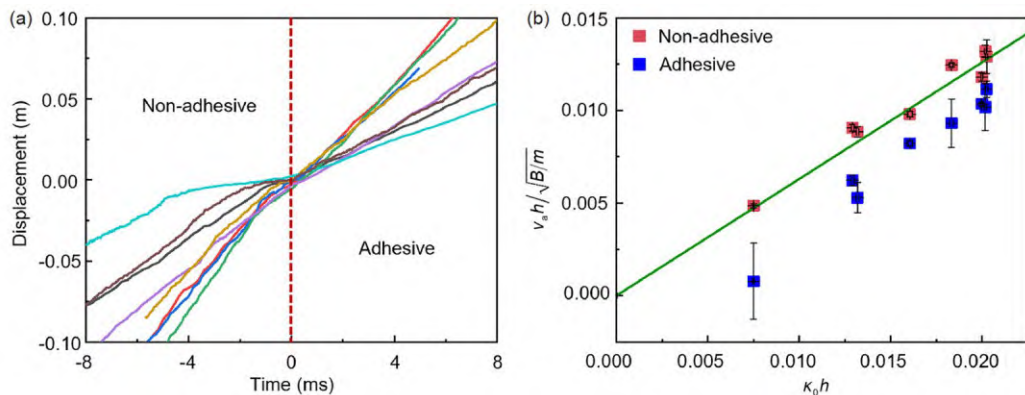 (a)
0.10
0.05
0.00
-0.05
-0.10
Displacement (m)
Non-adhesive
Adhesive
-8
-4
0
4
8
Time (ms)
(b)
0.015
0.010
0.005
0.000
vₐh/√B/m
Non-adhesive
Adhesive
0.000
0.005
0.010
0.015
0.020
κ₀h